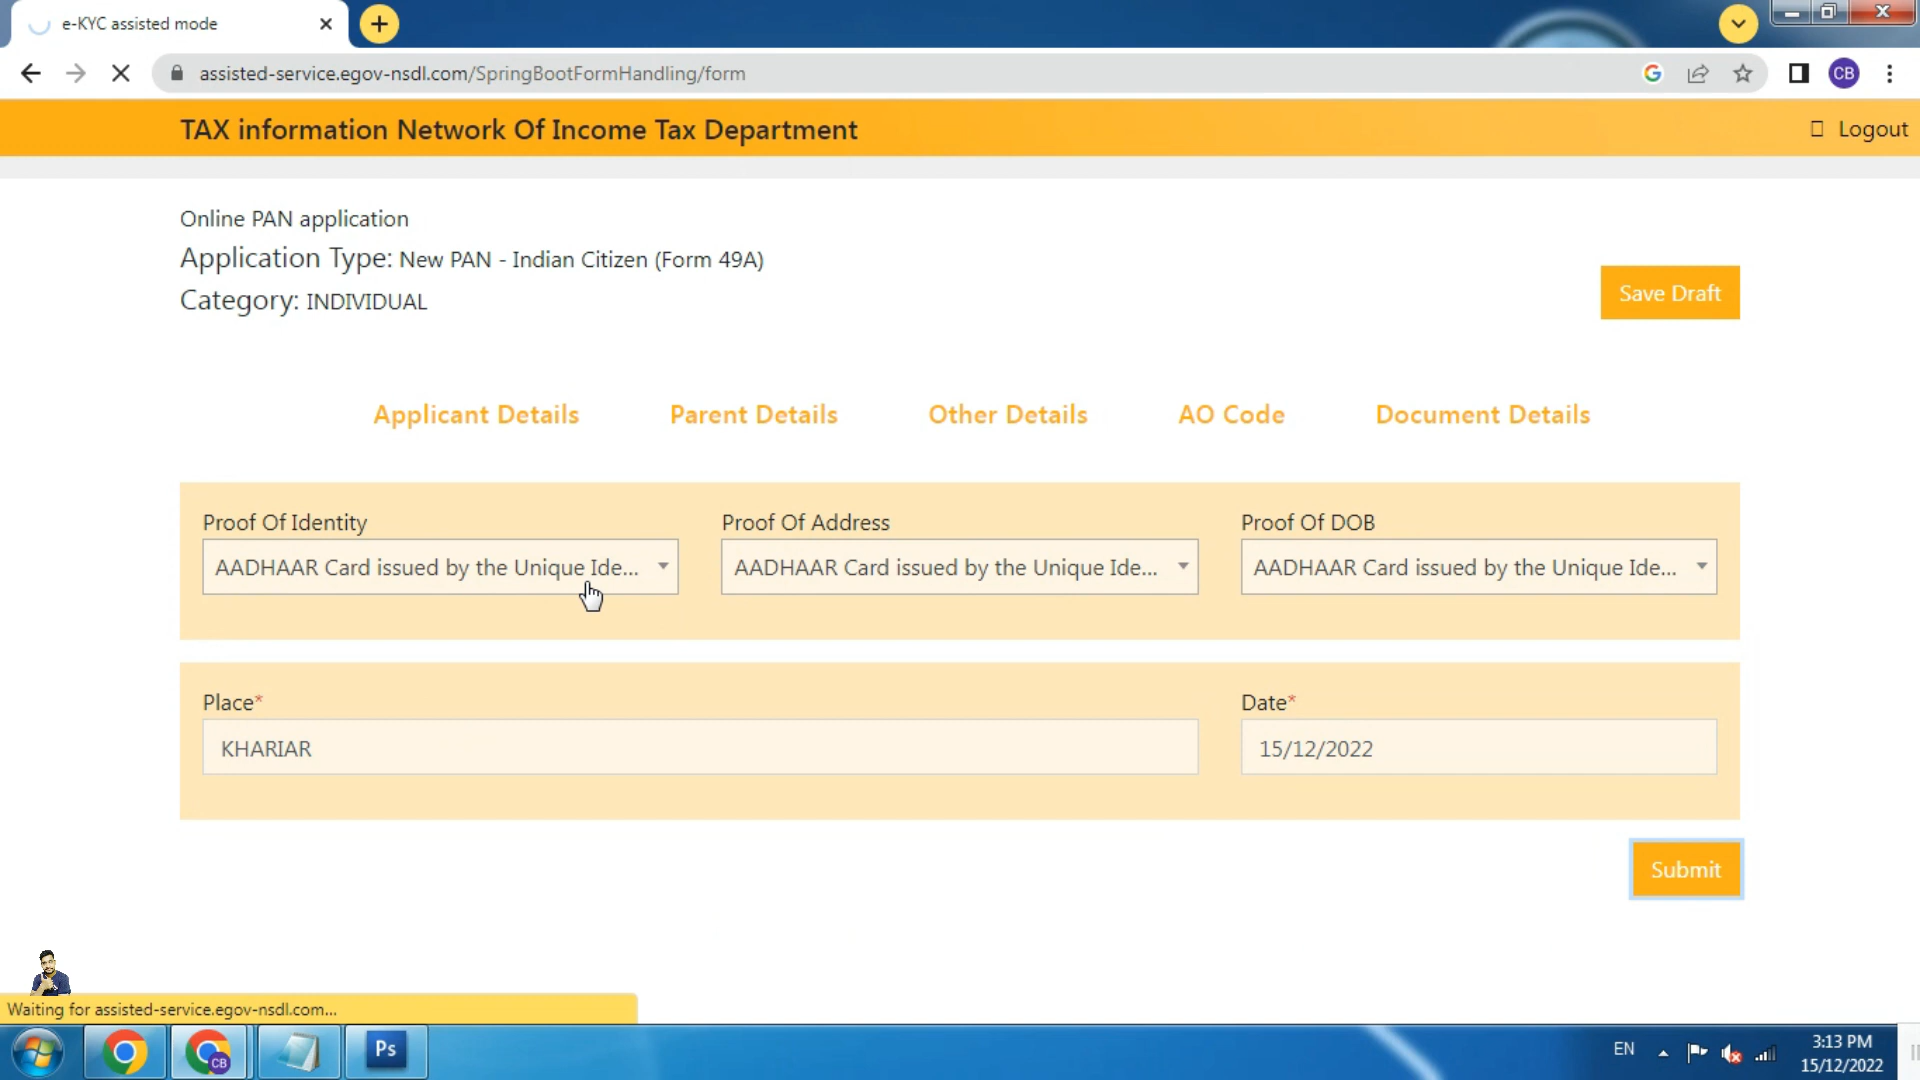 e-KYC assisted mode
assisted-service.egov-nsdl.com/SpringBootFormHandling/form
CB
TAX information Network Of Income Tax Department
Logout
Online PAN application
Application Type: New PAN - Indian Citizen (Form 49A)
Category: INDIVIDUAL
Save Draft
Applicant Details Parent Details Other Details AO Code Document Details
Proof Of Identity Proof Of Address Proof Of DOB
AADHAAR Card issued by the Unique Ide... AADHAAR Card issued by the Unique Ide... AADHAAR Card issued by the Unique Ide...
Place* Date*
KHARIAR 15/12/2022
Submit
Waiting for assisted-service.egov-nsdl.com...
CB
Ps
EN
3:13 PM
15/12/2022